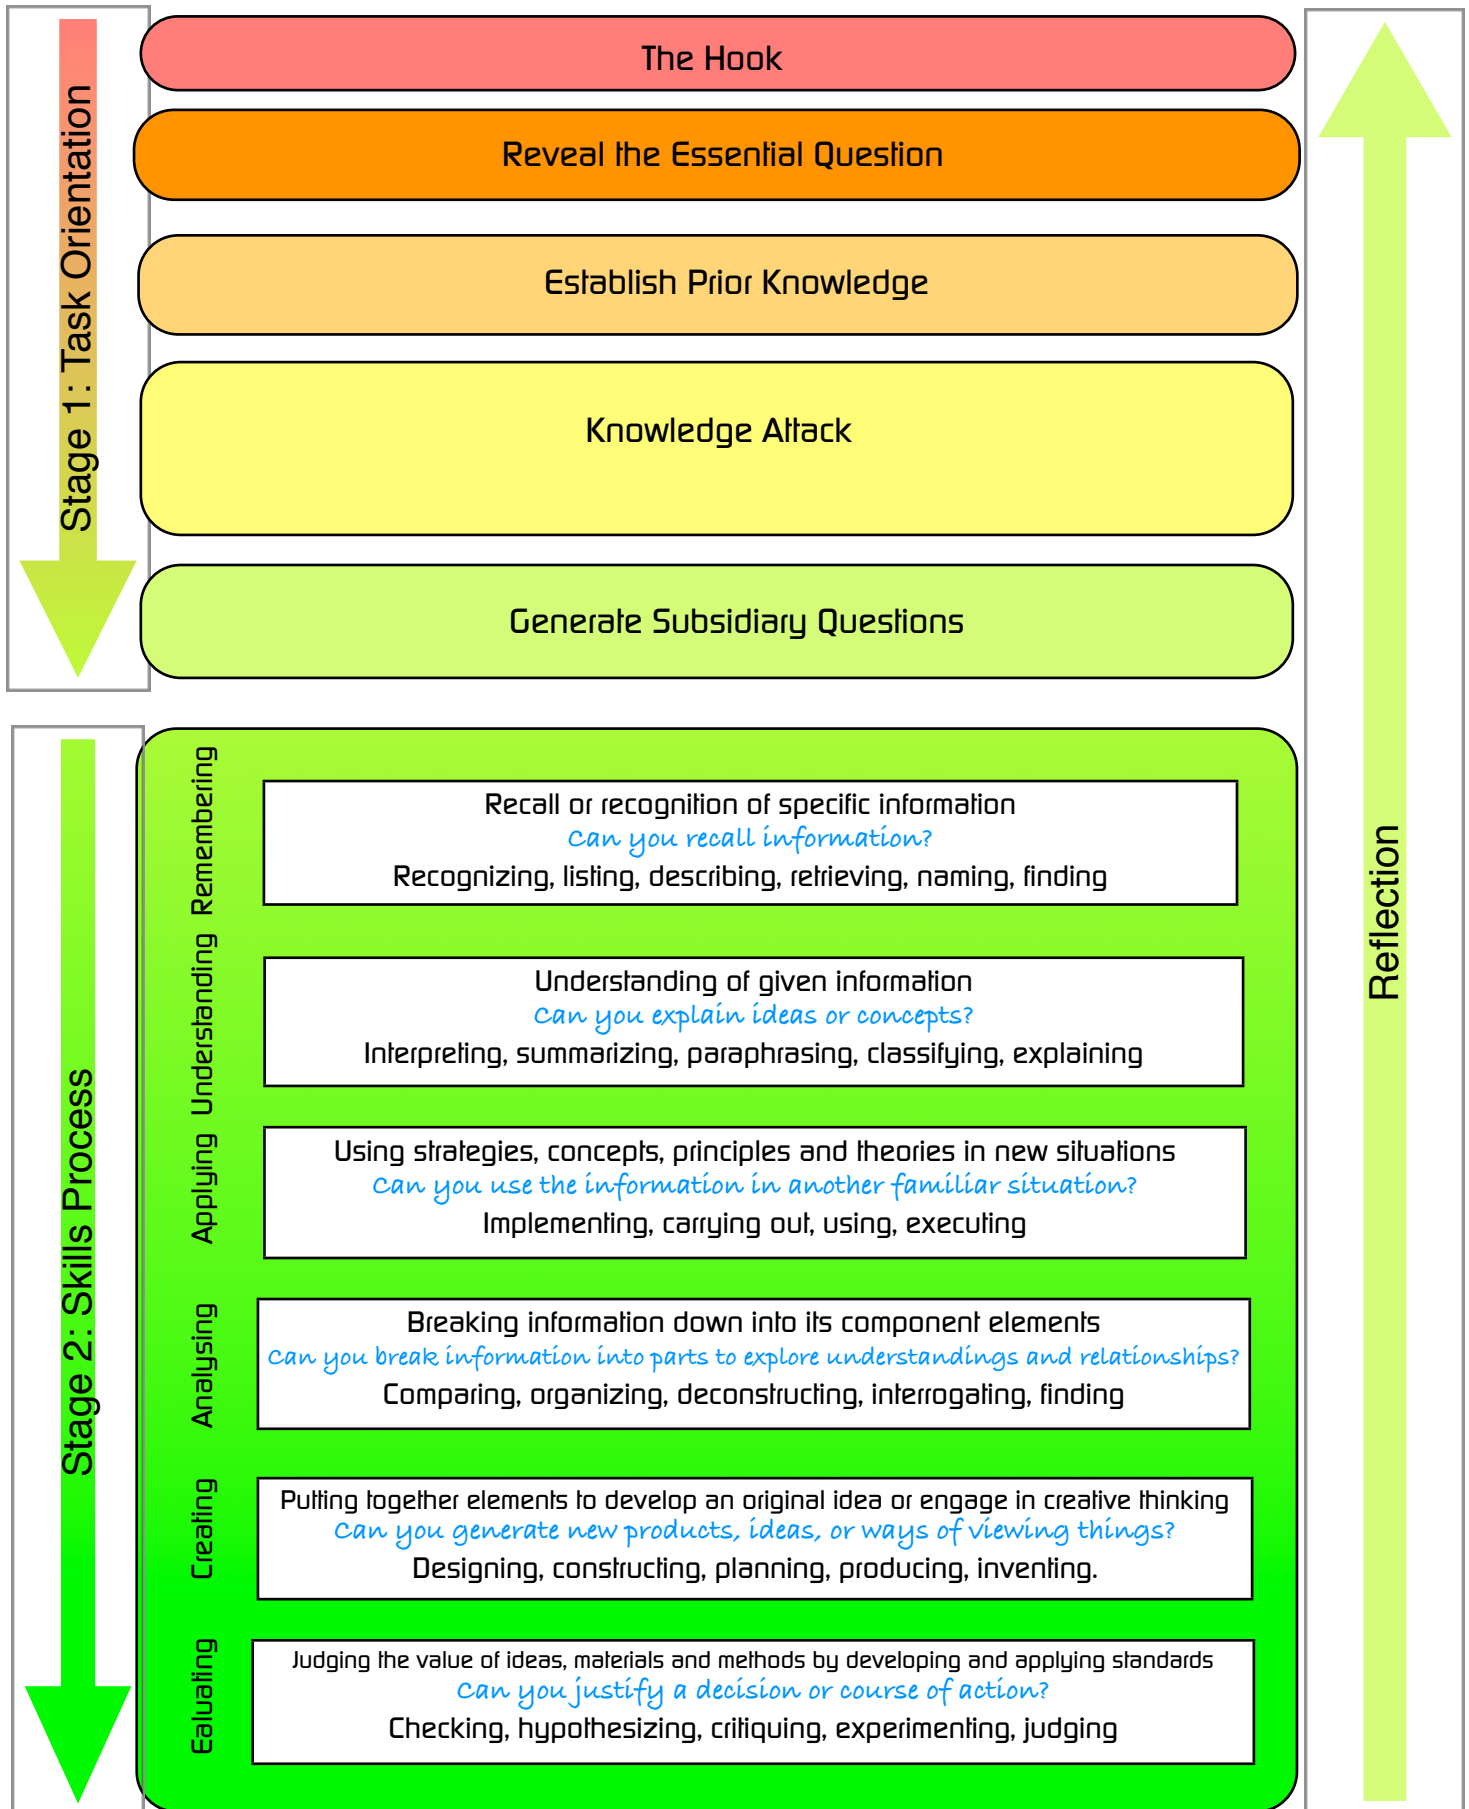 Stage 1: Task Orientation
The Hook
Reveal the Essential Question
Establish Prior Knowledge
Knowledge Attack
Generate Subsidiary Questions
Stage 2: Skills Process
Remembering
Recall or recognition of specific information
Can you recall information?
Recognizing, listing, describing, retrieving, naming, finding
Understanding
Understanding of given information
Can you explain ideas or concepts?
Interpreting, summarizing, paraphrasing, classifying, explaining
Applying
Using strategies, concepts, principles and theories in new situations
Can you use the information in another familiar situation?
Implementing, carrying out, using, executing
Analysing
Breaking information down into its component elements
Can you break information into parts to explore understandings and relationships?
Comparing, organizing, deconstructing, interrogating, finding
Creating
Putting together elements to develop an original idea or engage in creative thinking
Can you generate new products, ideas, or ways of viewing things?
Designing, constructing, planning, producing, inventing.
Ealuating
Judging the value of ideas, materials and methods by developing and applying standards
Can you justify a decision or course of action?
Checking, hypothesizing, critiquing, experimenting, judging
Reflection